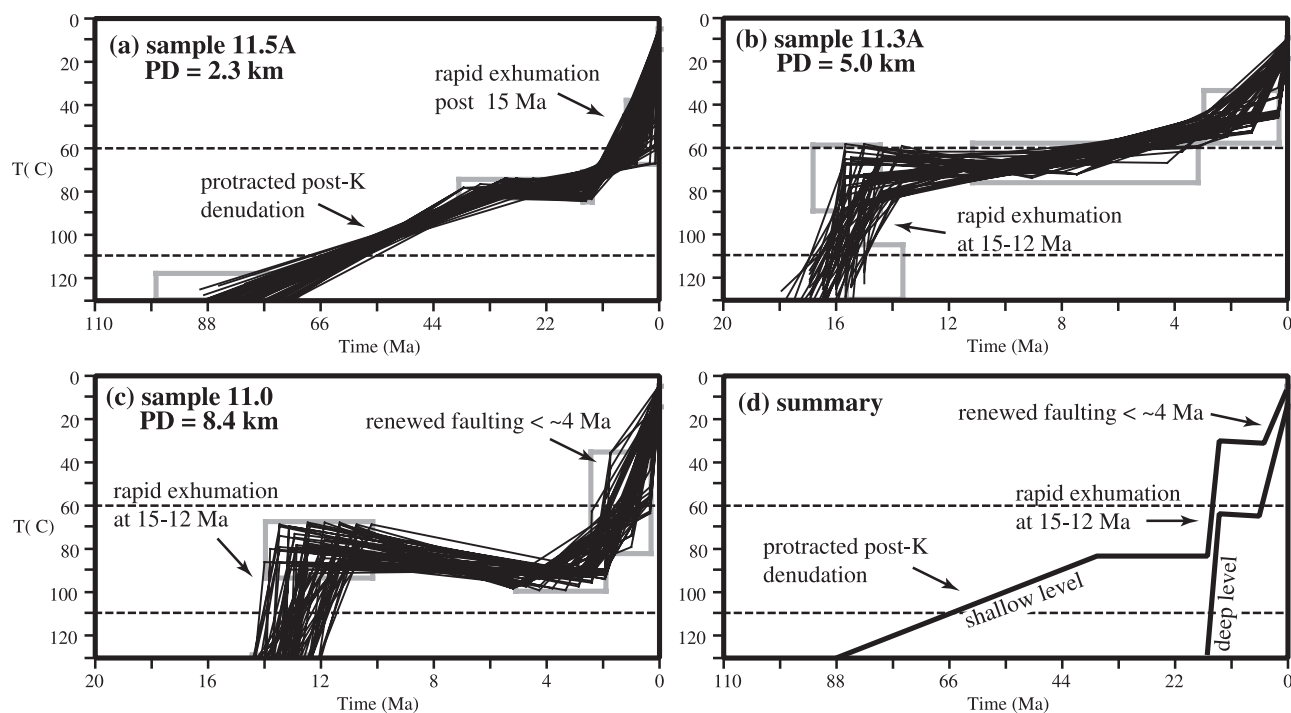 (a) sample 11.5A
PD = 2.3 km
rapid exhumation
post 15 Ma
protracted post-K
denudation
T( C)
0
20
40
60
80
100
120
110
88
66
44
22
0
Time (Ma)
(b) sample 11.3A
PD = 5.0 km
rapid exhumation
at 15-12 Ma
0
20
40
60
80
100
120
20
16
12
8
4
0
Time (Ma)
(c) sample 11.0
PD = 8.4 km
renewed faulting < ~4 Ma
rapid exhumation
at 15-12 Ma
T( C)
0
20
40
60
80
100
120
20
16
12
8
4
0
Time (Ma)
(d) summary
renewed faulting < ~4 Ma
rapid exhumation
at 15-12 Ma
protracted post-K
denudation
shallow level
deep level
0
20
40
60
80
100
120
110
88
66
44
22
0
Time (Ma)